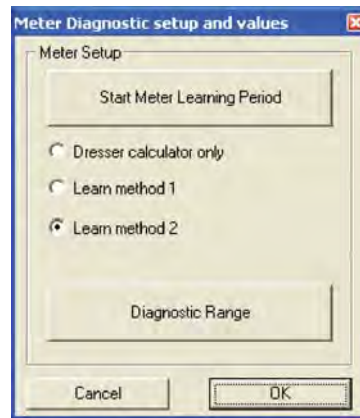 Meter Diagnostic setup and values
Meter Setup
Start Meter Learning Period
Dresser calculator only
Learn method 1
Learn method 2
Diagnostic Range
Cancel
OK